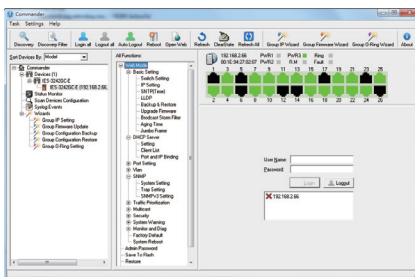 Commander
Task Settings Help
Discovery Discovery Filter Login all Logout all Auto Logout Reboot Open Web Refresh ClearState Refresh All Group IP Wizard Group Firmware Wizard Group O-Ring Wizard About
Sort Devices By: Model
Commander
Devices (1)
IES-3242GC-E
IES-3242GC-E (192.168.2.66,
Status Monitor
Scan Devices Configuration
Syslog Events
Wizards
Group IP Setting
Group Firmware Update
Group Configuration Backup
Group Configuration Restore
Group O-Ring Setting
All Functions:
Web Mode
Basic Setting
Switch Setting
IP Setting
SNTP(Time)
LLDP
Backup & Restore
Upgrade Firmware
Broadcast Storm Filter
Aging Time
Jumbo Frame
DHCP Server
Setting
Client List
Port and IP Binding
Port Setting
Vlan
SNMP
System Setting
Trap Setting
SNMPv3 Setting
Traffic Prioritization
Multicast
Security
System Warning
Monitor and Diag
Factory Default
System Reboot
Admin Password
Save To Flash
Restore
192.168.2.66 PwR1 PwR3 Ring
PwR2 R.M Fault
1 3 5 7 9 11 13 15 17 19 21 23 25
2 4 6 8 10 12 14 16 18 20 22 24 26
User Name:
Password:
Login Logout
192.168.2.66